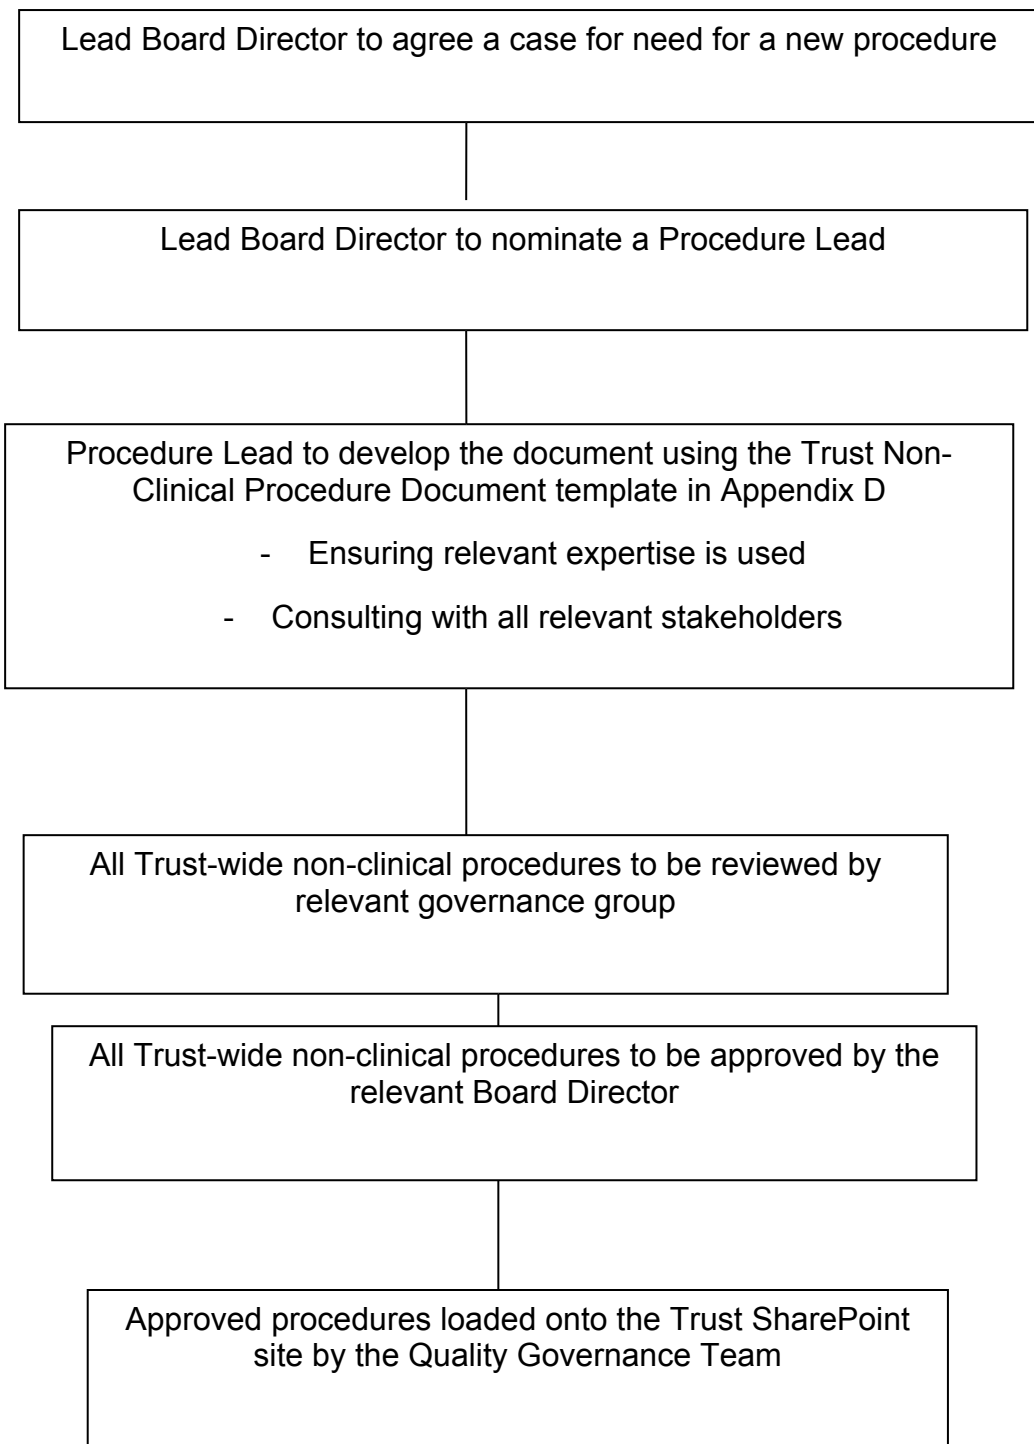 Lead Board Director to agree a case for need for a new procedure
Lead Board Director to nominate a Procedure Lead
Procedure Lead to develop the document using the Trust Non-
Clinical Procedure Document template in Appendix D
- Ensuring relevant expertise is used
- Consulting with all relevant stakeholders
All Trust-wide non-clinical procedures to be reviewed by
relevant governance group
All Trust-wide non-clinical procedures to be approved by the
relevant Board Director
Approved procedures loaded onto the Trust SharePoint
site by the Quality Governance Team